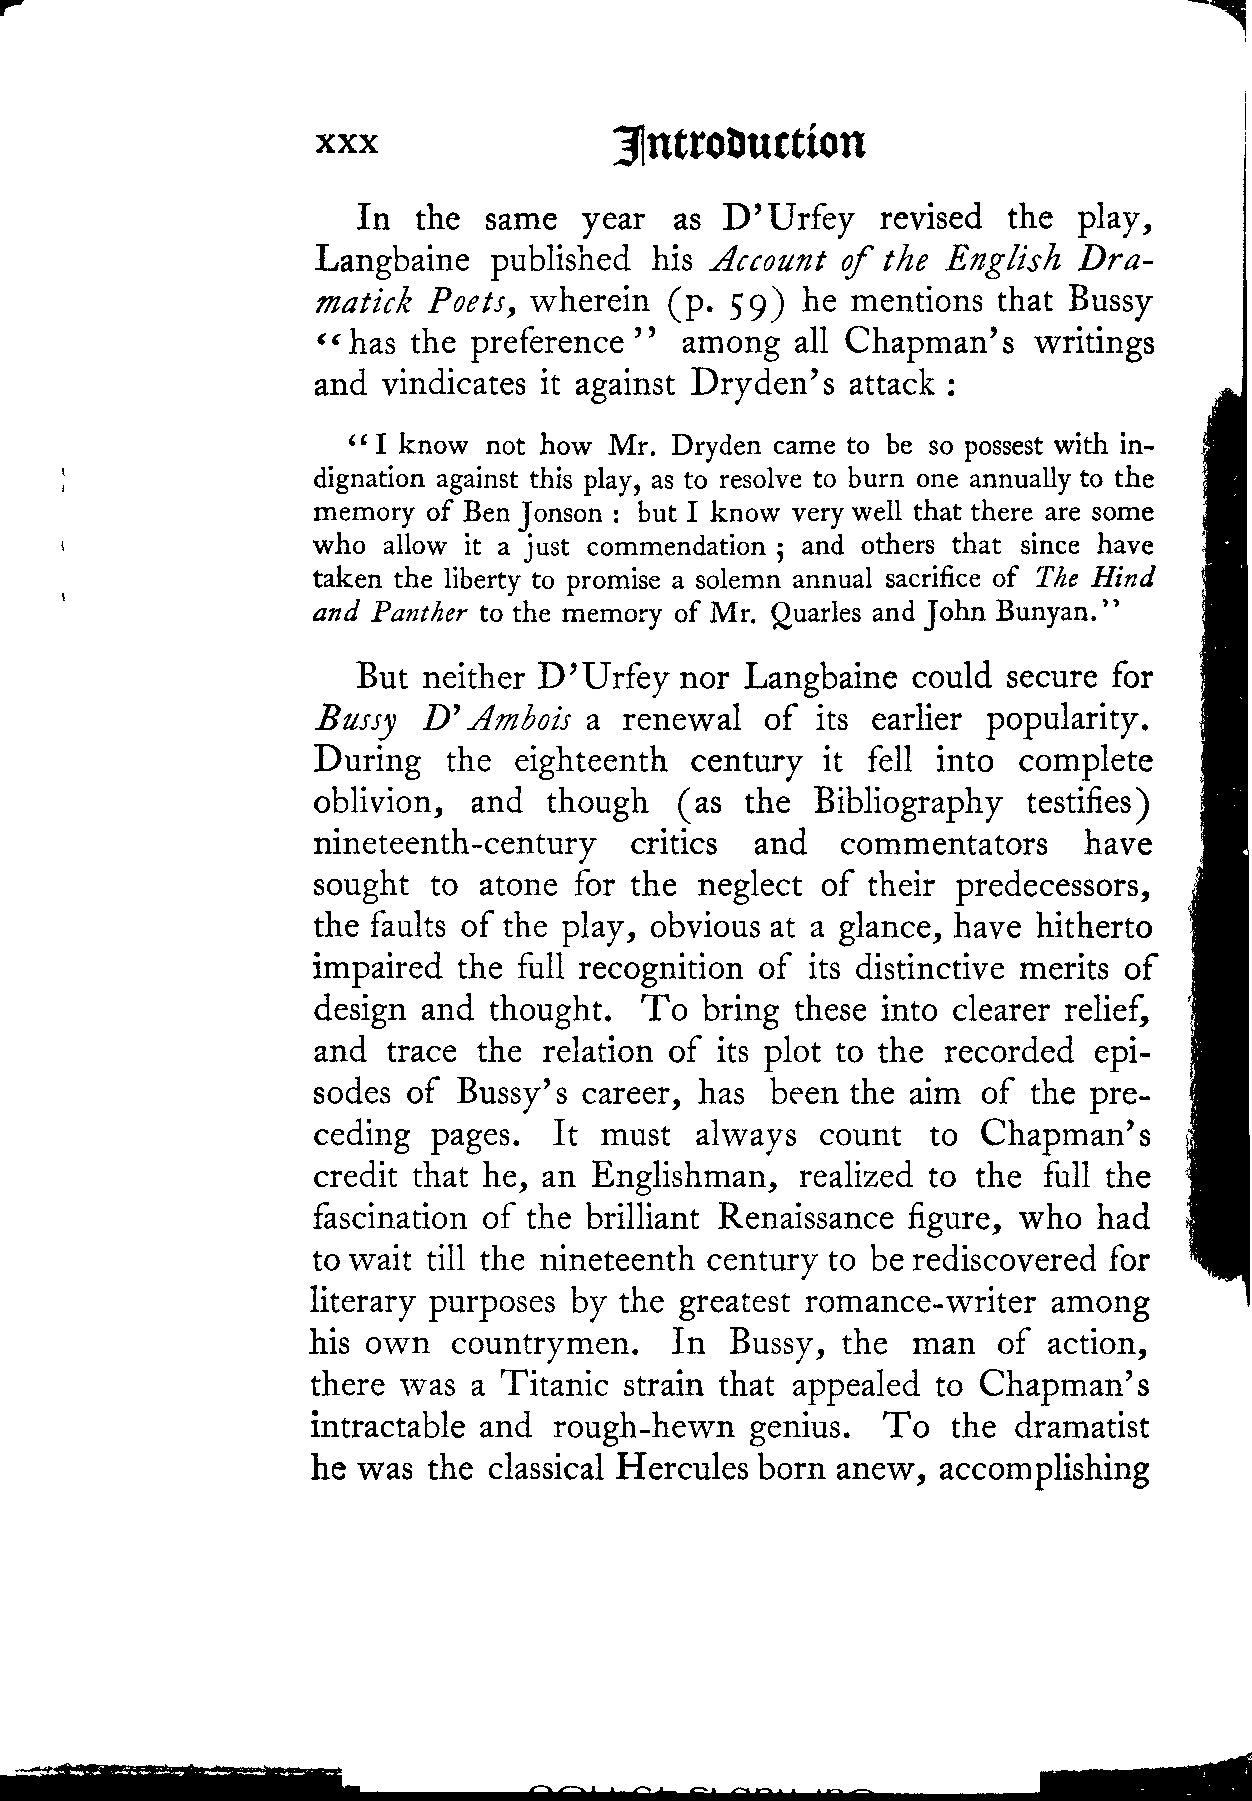 xxx Introduction
In the same year as D'Urfey revised the play,
Langbaine published his Account of the English Dra-
matick Poets, wherein (p. 59) he mentions that Bussy
"has the preference" among all Chapman's writings
and vindicates it against Dryden's attack :
"I know not how Mr. Dryden came to be so possest with in-
dignation against this play, as to resolve to burn one annually to the
memory of Ben Jonson : but I know very well that there are some
who allow it a just commendation ; and others that since have
taken the liberty to promise a solemn annual sacrifice of The Hind
and Panther to the memory of Mr. Quarles and John Bunyan."
But neither D'Urfey nor Langbaine could secure for
Bussy D'Ambois a renewal of its earlier popularity.
During the eighteenth century it fell into complete
oblivion, and though (as the Bibliography testifies)
nineteenth-century critics and commentators have
sought to atone for the neglect of their predecessors,
the faults of the play, obvious at a glance, have hitherto
impaired the full recognition of its distinctive merits of
design and thought. To bring these into clearer relief,
and trace the relation of its plot to the recorded epi-
sodes of Bussy's career, has been the aim of the pre-
ceding pages. It must always count to Chapman's
credit that he, an Englishman, realized to the full the
fascination of the brilliant Renaissance figure, who had
to wait till the nineteenth century to be rediscovered for
literary purposes by the greatest romance-writer among
his own countrymen. In Bussy, the man of action,
there was a Titanic strain that appealed to Chapman's
intractable and rough-hewn genius. To the dramatist
he was the classical Hercules born anew, accomplishing